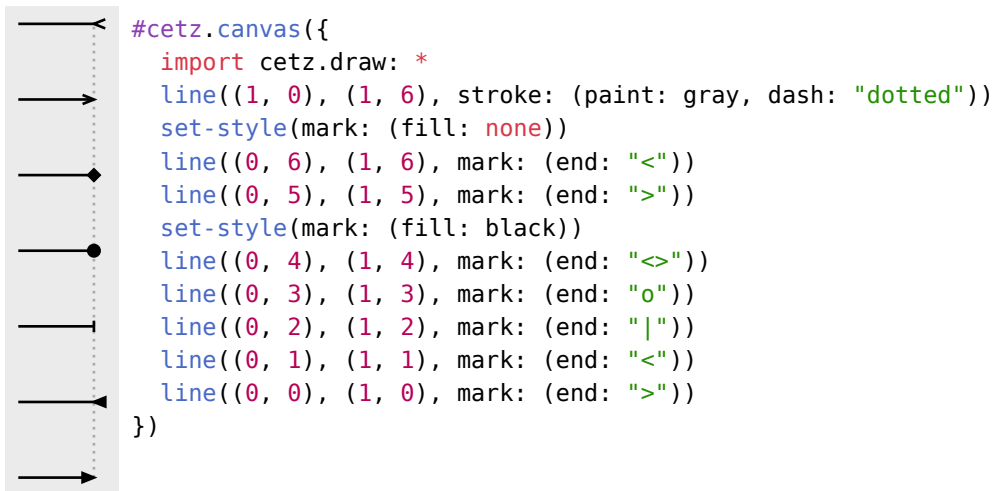 #cetz.canvas({
  import cetz.draw: *
  line((1, 0), (1, 6), stroke: (paint: gray, dash: "dotted"))
  set-style(mark: (fill: none))
  line((0, 6), (1, 6), mark: (end: "<"))
  line((0, 5), (1, 5), mark: (end: ">"))
  set-style(mark: (fill: black))
  line((0, 4), (1, 4), mark: (end: "<>"))
  line((0, 3), (1, 3), mark: (end: "o"))
  line((0, 2), (1, 2), mark: (end: "|"))
  line((0, 1), (1, 1), mark: (end: "<"))
  line((0, 0), (1, 0), mark: (end: ">"))
})